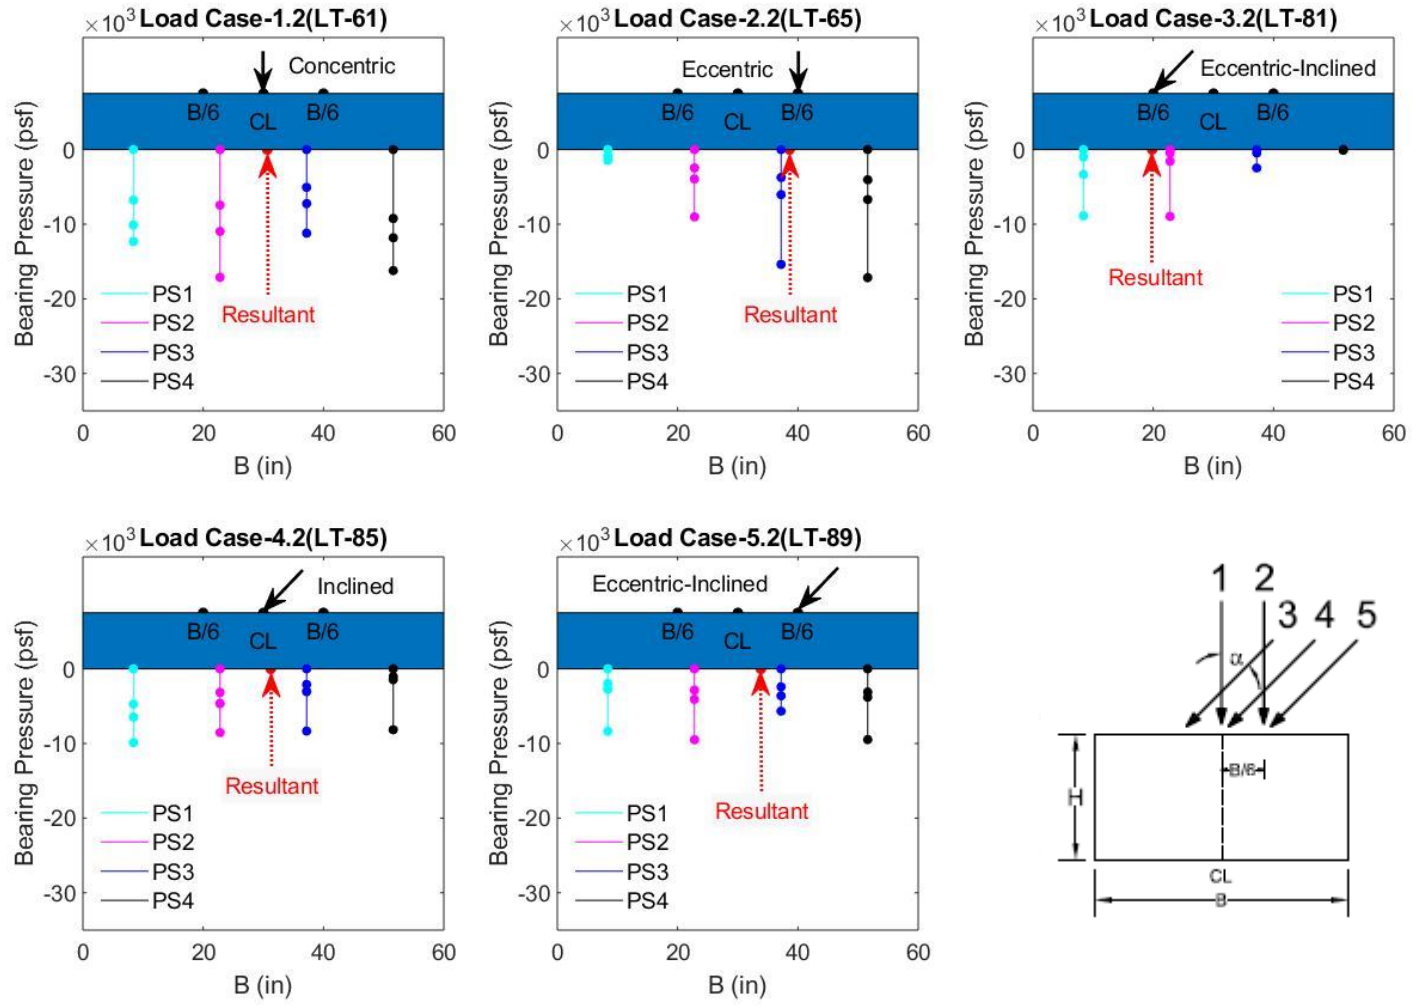 ×10³ Load Case-1.2(LT-61)
Concentric
B/6 CL B/6
Bearing Pressure (psf)
0
-10
-20
-30
Resultant
PS1
PS2
PS3
PS4
0 20 40 60
B (in)
×10³ Load Case-2.2(LT-65)
Eccentric
B/6 CL B/6
Bearing Pressure (psf)
0
-10
-20
-30
Resultant
PS1
PS2
PS3
PS4
0 20 40 60
B (in)
×10³ Load Case-3.2(LT-81)
Eccentric-Inclined
B/6 CL B/6
Bearing Pressure (psf)
0
-10
-20
-30
Resultant
PS1
PS2
PS3
PS4
0 20 40 60
B (in)
×10³ Load Case-4.2(LT-85)
Inclined
B/6 CL B/6
Bearing Pressure (psf)
0
-10
-20
-30
Resultant
PS1
PS2
PS3
PS4
0 20 40 60
B (in)
×10³ Load Case-5.2(LT-89)
Eccentric-Inclined
B/6 CL B/6
Bearing Pressure (psf)
0
-10
-20
-30
Resultant
PS1
PS2
PS3
PS4
0 20 40 60
B (in)
1 2
3 4 5
α
B/6
H
CL
B